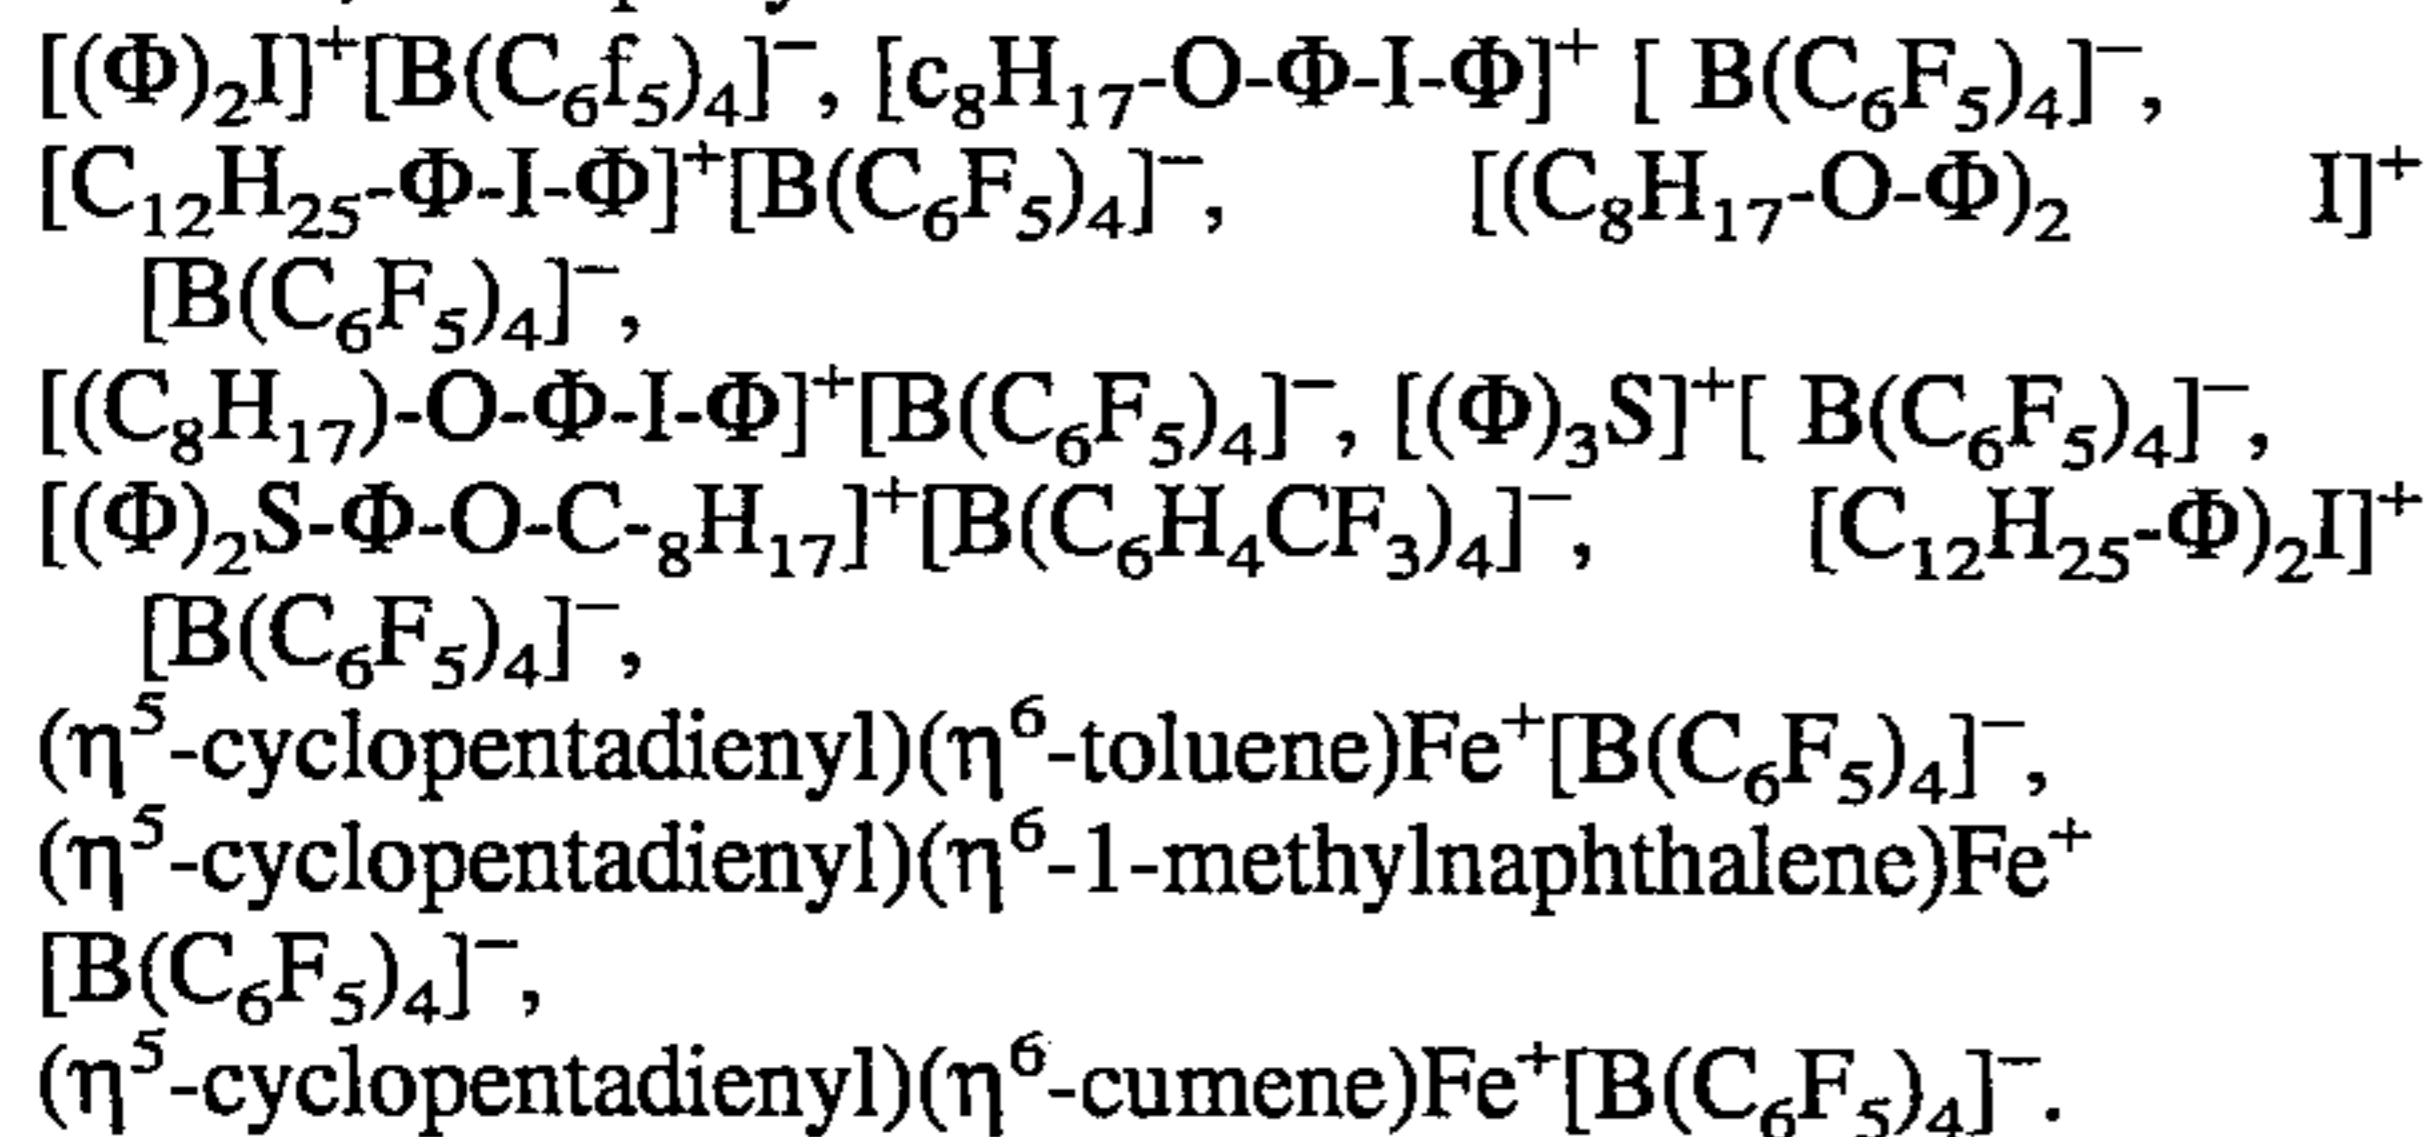 [(Φ)₂I]⁺[B(C₆f₅)₄]⁻, [c₈H₁₇-O-Φ-I-Φ]⁺ [ B(C₆F₅)₄]⁻,
[C₁₂H₂₅-Φ-I-Φ]⁺[B(C₆F₅)₄]⁻, [(C₈H₁₇-O-Φ)₂ I]⁺
[B(C₆F₅)₄]⁻,
[(C₈H₁₇)-O-Φ-I-Φ]⁺[B(C₆F₅)₄]⁻, [(Φ)₃S]⁺[ B(C₆F₅)₄]⁻,
[(Φ)₂S-Φ-O-C-₈H₁₇]⁺[B(C₆H₄CF₃)₄]⁻, [C₁₂H₂₅-Φ)₂I]⁺
[B(C₆F₅)₄]⁻,
(η⁵-cyclopentadienyl)(η⁶-toluene)Fe⁺[B(C₆F₅)₄]⁻,
(η⁵-cyclopentadienyl)(η⁶-1-methylnaphthalene)Fe⁺
[B(C₆F₅)₄]⁻,
(η⁵-cyclopentadienyl)(η⁶-cumene)Fe⁺[B(C₆F₅)₄]⁻.